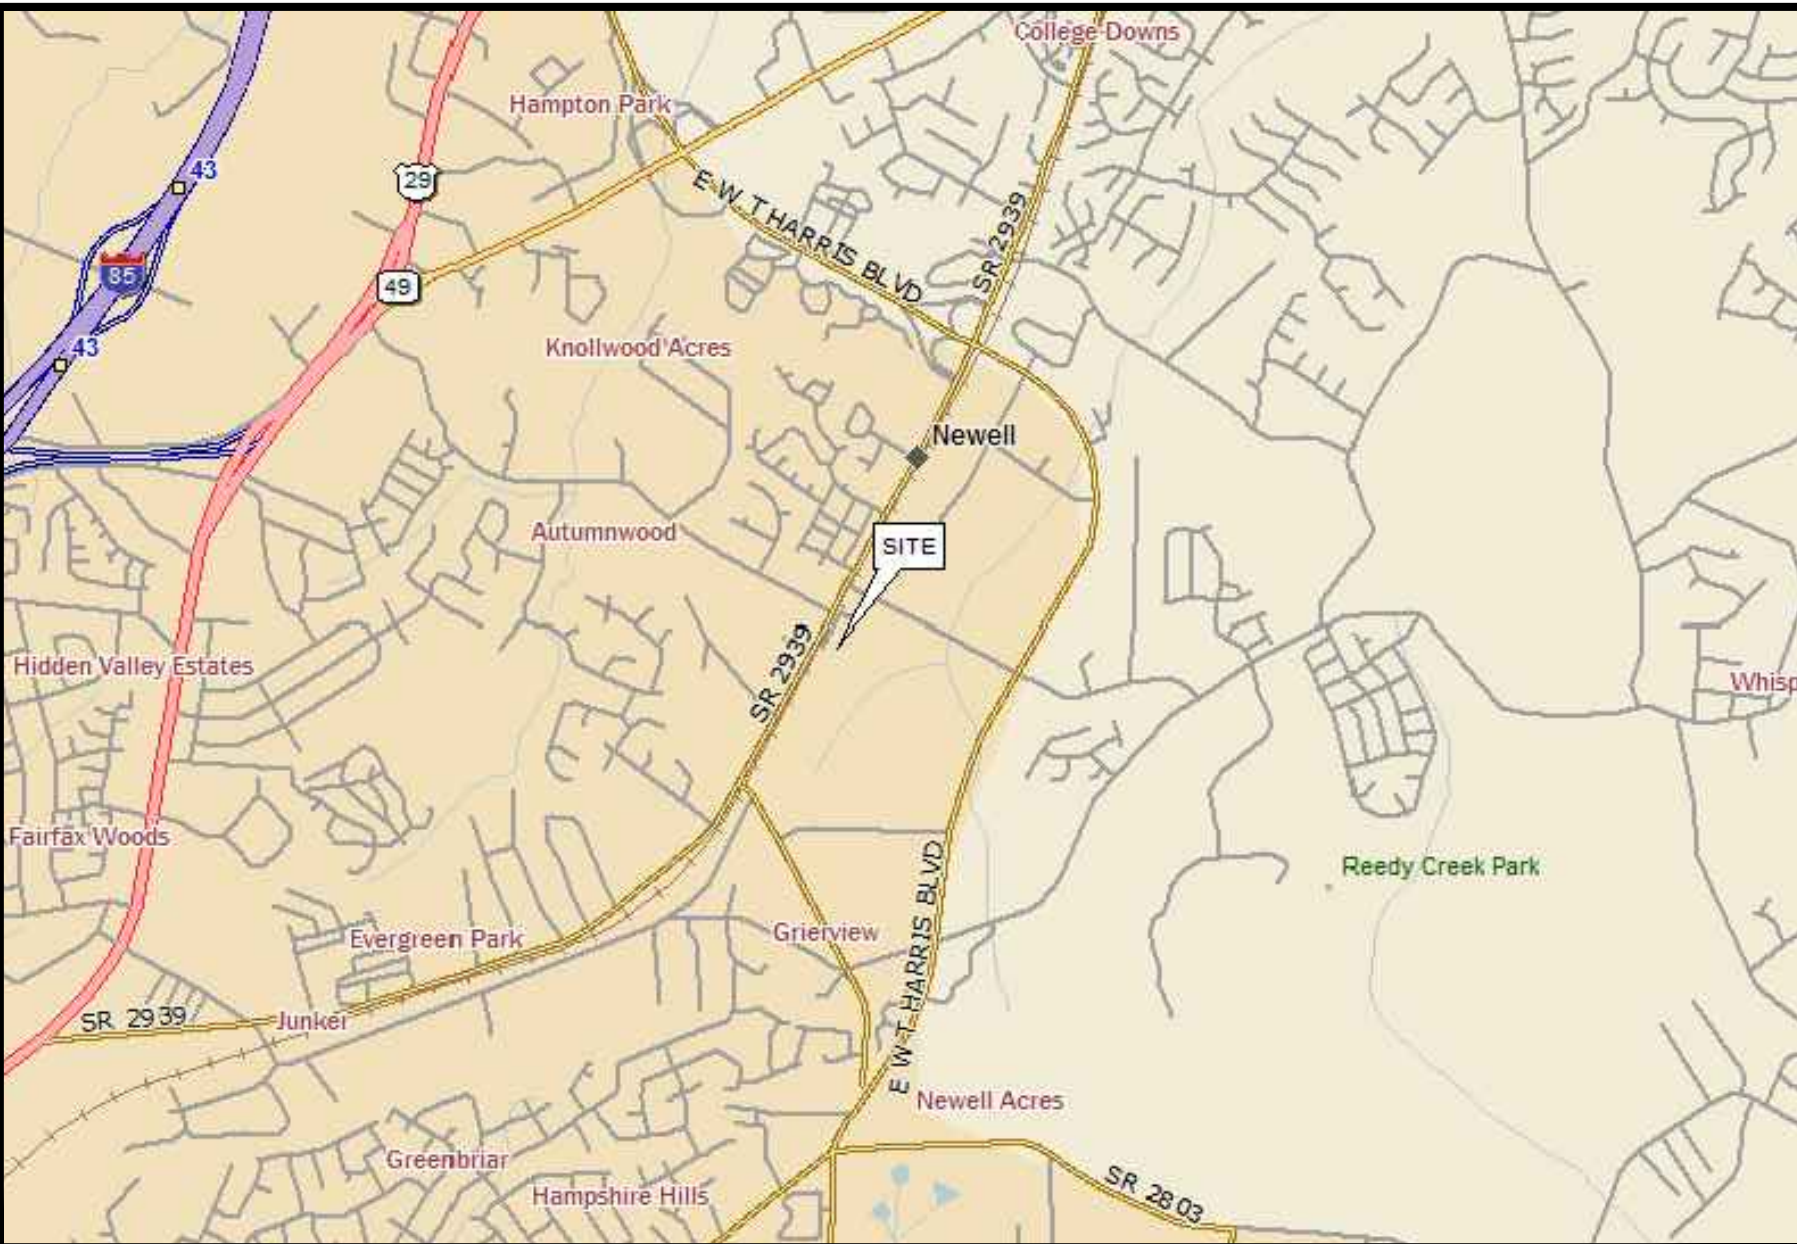 College Downs
Hampton Park
43
29
E W T HARRIS BLVD
SR 2939
85
49
43
Knollwood Acres
Newell
Autumnwood
SITE
SR 2939
Hidden Valley Estates
Whisp
Fairfax Woods
Reedy Creek Park
E W T HARRIS BLVD
Evergreen Park
Grierview
SR 2939
Junker
Newell Acres
Greenbriar
Hampshire Hills
SR 2803